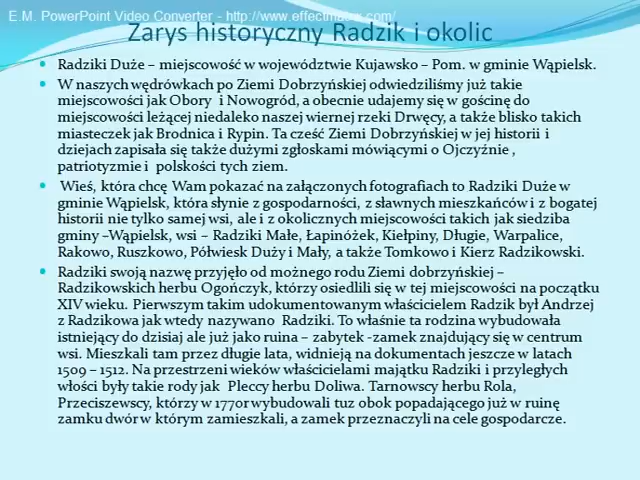 E.M. PowerPoint Video Converter - http://www.effectmatrix.com/
Zarys historyczny Radzik i okolic
Radziki Duże – miejscowość w województwie Kujawsko – Pom. w gminie Wąpielsk.
W naszych wędrówkach po Ziemi Dobrzyńskiej odwiedziliśmy już takie
miejscowości jak Obory i Nowogród, a obecnie udajemy się w gościnę do
miejscowości leżącej niedaleko naszej wiernej rzeki Drwęcy, a także blisko takich
miasteczek jak Brodnica i Rypin. Ta cześć Ziemi Dobrzyńskiej w jej historii i
dziejach zapisała się także dużymi zgłoskami mówiącymi o Ojczyźnie ,
patriotyzmie i polskości tych ziem.
Wieś, która chcę Wam pokazać na załączonych fotografiach to Radziki Duże w
gminie Wąpielsk, która słynie z gospodarności, z sławnych mieszkańców i z bogatej
historii nie tylko samej wsi, ale i z okolicznych miejscowości takich jak siedziba
gminy –Wąpielsk, wsi – Radziki Małe, Łapinóżek, Kiełpiny, Długie, Warpalice,
Rakowo, Ruszkowo, Półwiesk Duży i Mały, a także Tomkowo i Kierz Radzikowski.
Radziki swoją nazwę przyjęło od możnego rodu Ziemi dobrzyńskiej –
Radzikowskich herbu Ogończyk, którzy osiedlili się w tej miejscowości na początku
XIV wieku. Pierwszym takim udokumentowanym właścicielem Radzik był Andrzej
z Radzikowa jak wtedy nazywano Radziki. To właśnie ta rodzina wybudowała
istniejący do dzisiaj ale już jako ruina – zabytek -zamek znajdujący się w centrum
wsi. Mieszkali tam przez długie lata, widnieją na dokumentach jeszcze w latach
1509 – 1512. Na przestrzeni wieków właścicielami majątku Radziki i przyległych
włości były takie rody jak Pleccy herbu Doliwa. Tarnowscy herbu Rola,
Przeciszewscy, którzy w 1770r wybudowali tuz obok popadającego już w ruinę
zamku dwór w którym zamieszkali, a zamek przeznaczyli na cele gospodarcze.